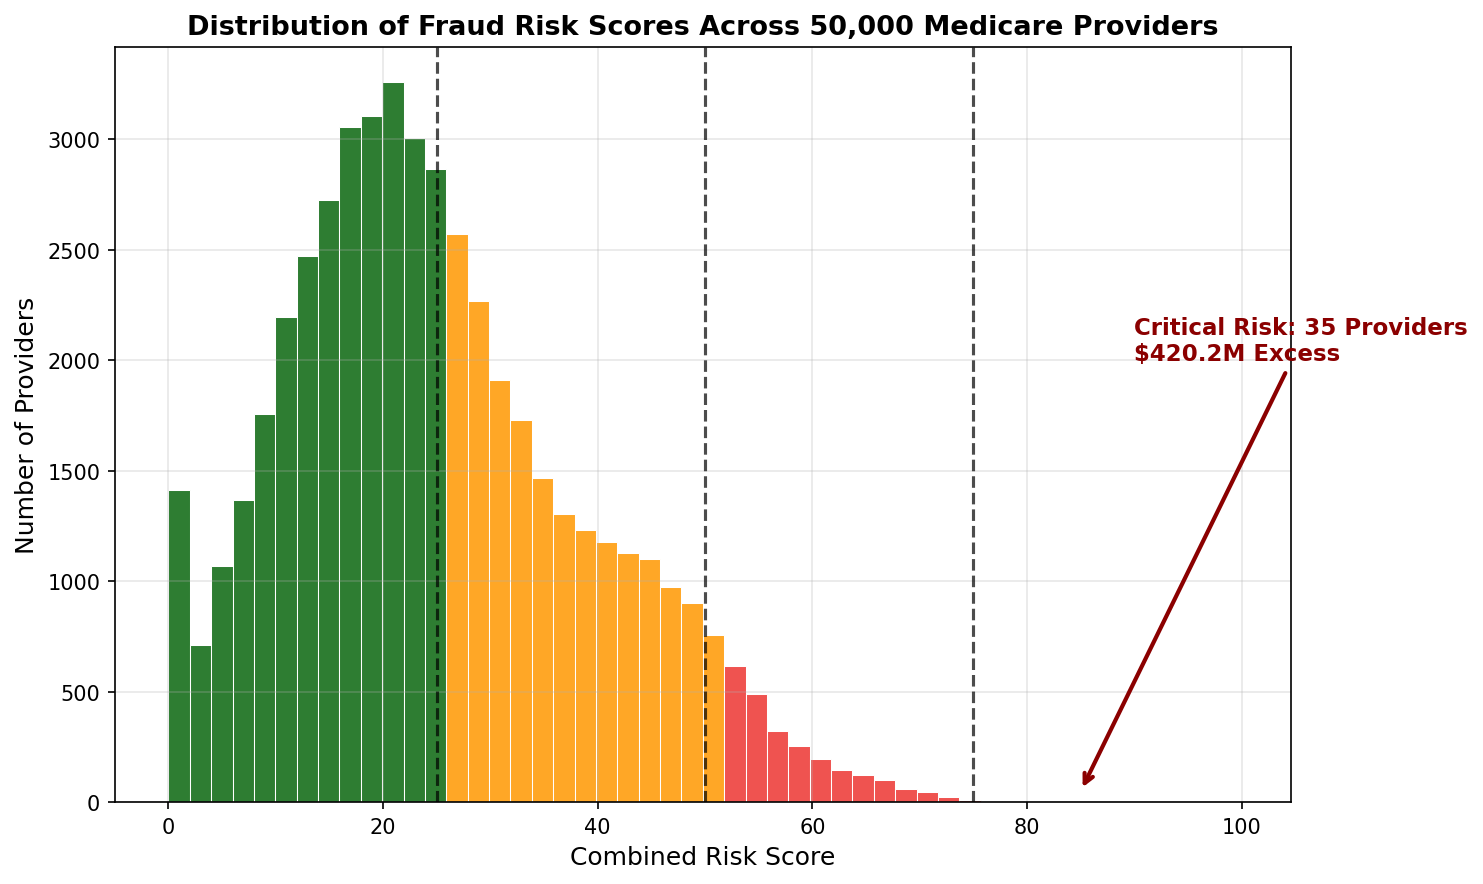 Distribution of Fraud Risk Scores Across 50,000 Medicare Providers
Number of Providers
3000
2500
2000
1500
1000
500
0
Critical Risk: 35 Providers
$420.2M Excess
0 20 40 60 80 100
Combined Risk Score